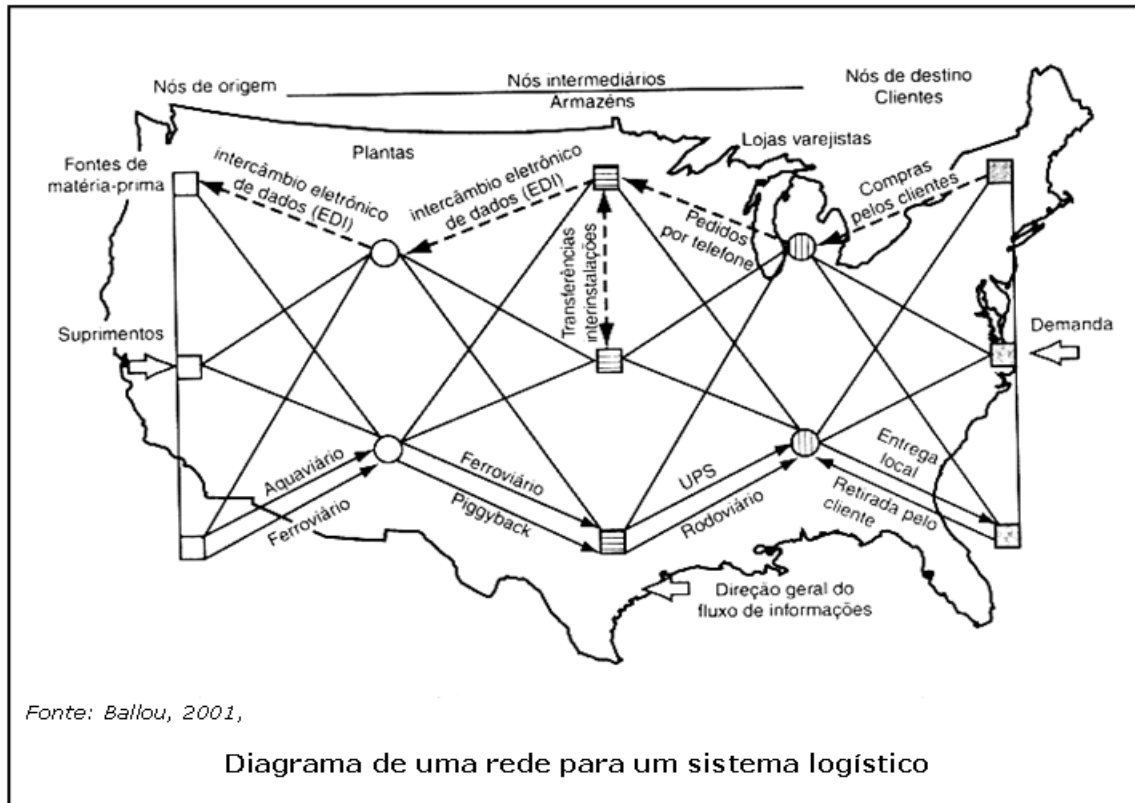 Nós de origem
Nós intermediários
Armazéns
Nós de destino
Clientes
Fontes de
matéria-prima
Plantas
Lojas varejistas
intercâmbio eletrônico
de dados (EDI)
intercâmbio eletrônico
de dados (EDI)
Pedidos
por telefone
Compras
pelos clientes
Transferências
interinstalações
Suprimentos
Demanda
Aquaviário
Ferroviário
Ferroviário
Piggyback
UPS
Rodoviário
Entrega
local
Retirada pelo
cliente
Direção geral do
fluxo de informações
Fonte: Ballou, 2001,
Diagrama de uma rede para um sistema logístico